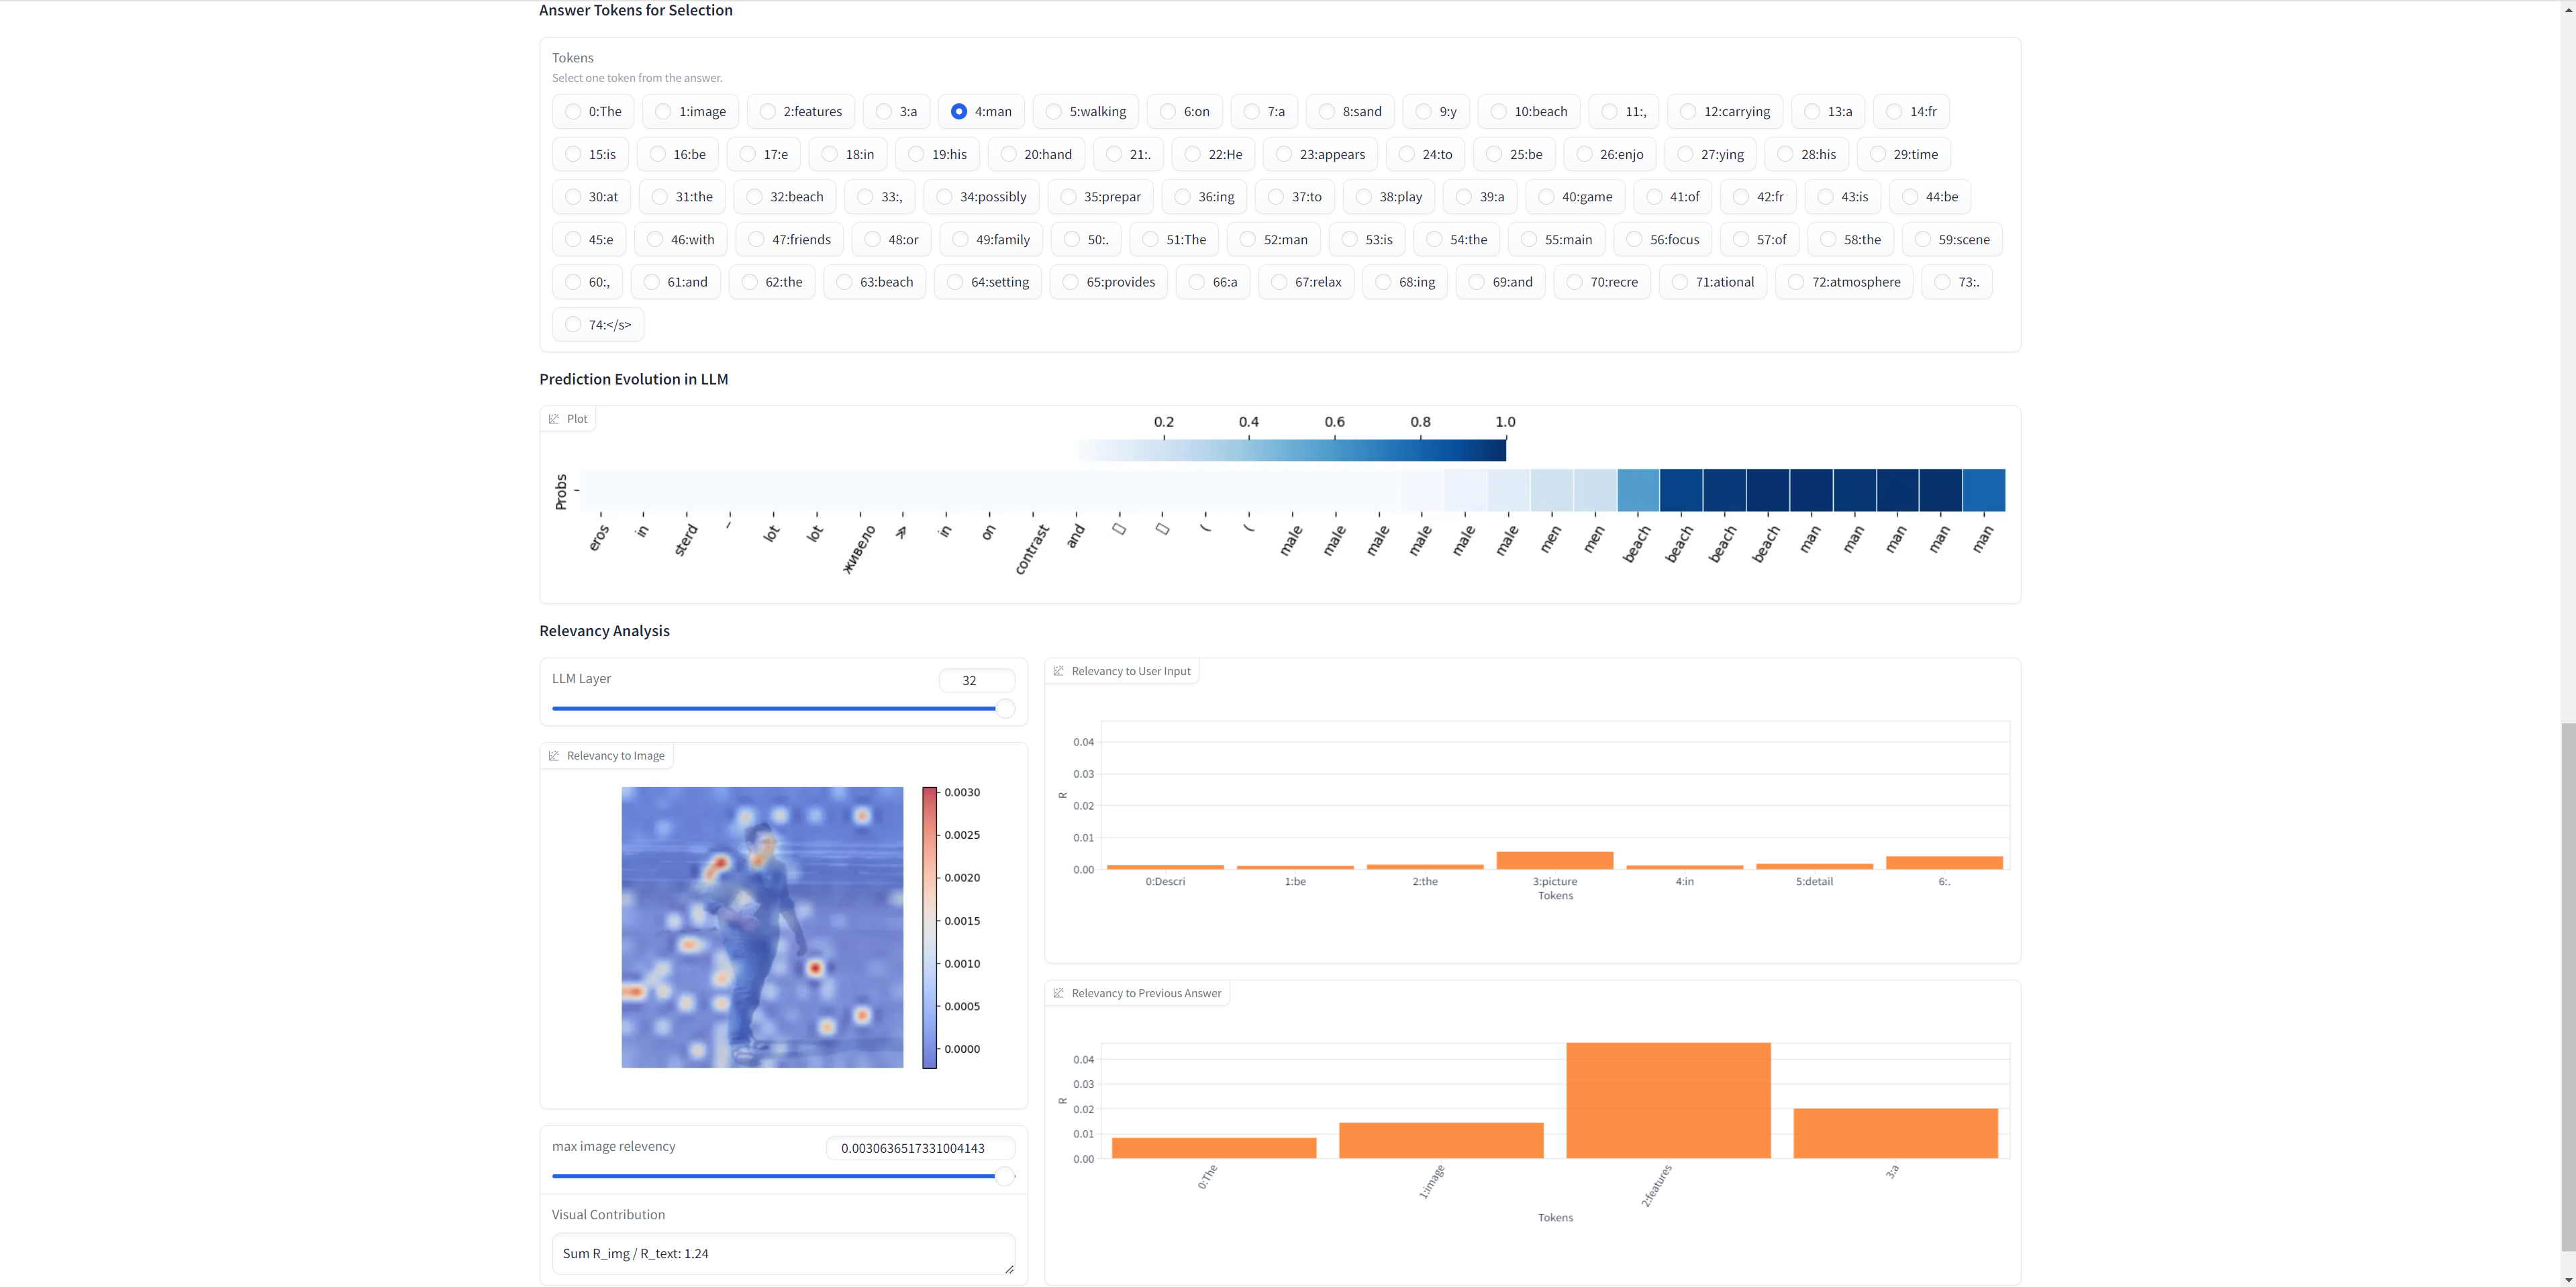 Answer Tokens for Selection
Tokens
Select one token from the answer.
0:The 1:image 2:features 3:a 4:man 5:walking 6:on 7:a 8:sand 9:y 10:beach 11:, 12:carrying 13:a 14:fr
15:is 16:be 17:e 18:in 19:his 20:hand 21:. 22:He 23:appears 24:to 25:be 26:enjo 27:ying 28:his 29:time
30:at 31:the 32:beach 33:, 34:possibly 35:prepar 36:ing 37:to 38:play 39:a 40:game 41:of 42:fr 43:is 44:be
45:e 46:with 47:friends 48:or 49:family 50:. 51:The 52:man 53:is 54:the 55:main 56:focus 57:of 58:the 59:scene
60:, 61:and 62:the 63:beach 64:setting 65:provides 66:a 67:relax 68:ing 69:and 70:recre 71:ational 72:atmosphere 73:.
74:</s>
Prediction Evolution in LLM
Plot
0.2 0.4 0.6 0.8 1.0
Probs
eros in sterd lot lot живело ≫ in on contrast and ( ( male male male male male male men men beach beach beach beach man man man man man
Relevancy Analysis
LLM Layer
32
Relevancy to Image
0.0030
0.0025
0.0020
0.0015
0.0010
0.0005
0.0000
max image relevency
0.0030636517331004143
Visual Contribution
Sum R_img / R_text: 1.24
Relevancy to User Input
0.04
0.03
0.02
0.01
0.00
R
0:Descri 1:be 2:the 3:picture 4:in 5:detail 6:.
Tokens
Relevancy to Previous Answer
0.04
0.03
0.02
0.01
0.00
R
0:The 1:image 2:features 3:a
Tokens